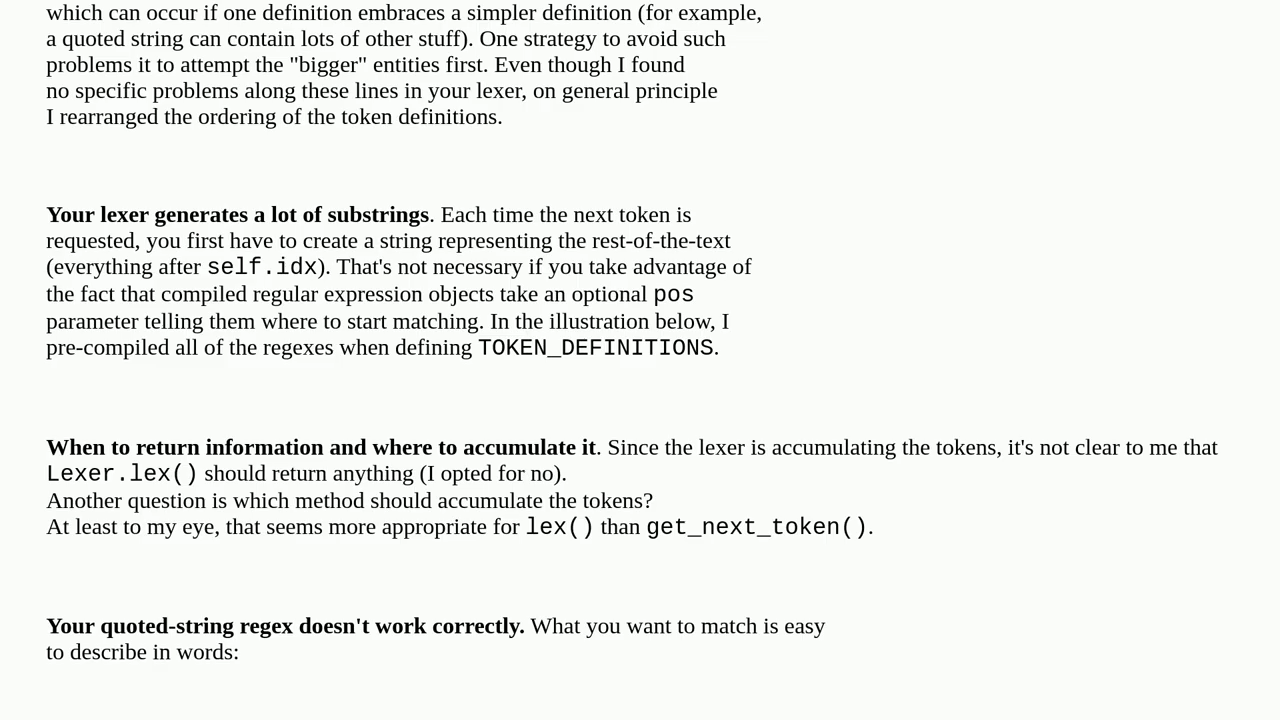 which can occur if one definition embraces a simpler definition (for example,
a quoted string can contain lots of other stuff). One strategy to avoid such
problems it to attempt the "bigger" entities first. Even though I found
no specific problems along these lines in your lexer, on general principle
I rearranged the ordering of the token definitions.
Your lexer generates a lot of substrings. Each time the next token is
requested, you first have to create a string representing the rest-of-the-text
(everything after self.idx). That's not necessary if you take advantage of
the fact that compiled regular expression objects take an optional pos
parameter telling them where to start matching. In the illustration below, I
pre-compiled all of the regexes when defining TOKEN_DEFINITIONS.
When to return information and where to accumulate it. Since the lexer is accumulating the tokens, it's not clear to me that
Lexer.lex() should return anything (I opted for no).
Another question is which method should accumulate the tokens?
At least to my eye, that seems more appropriate for lex() than get_next_token().
Your quoted-string regex doesn't work correctly. What you want to match is easy
to describe in words: